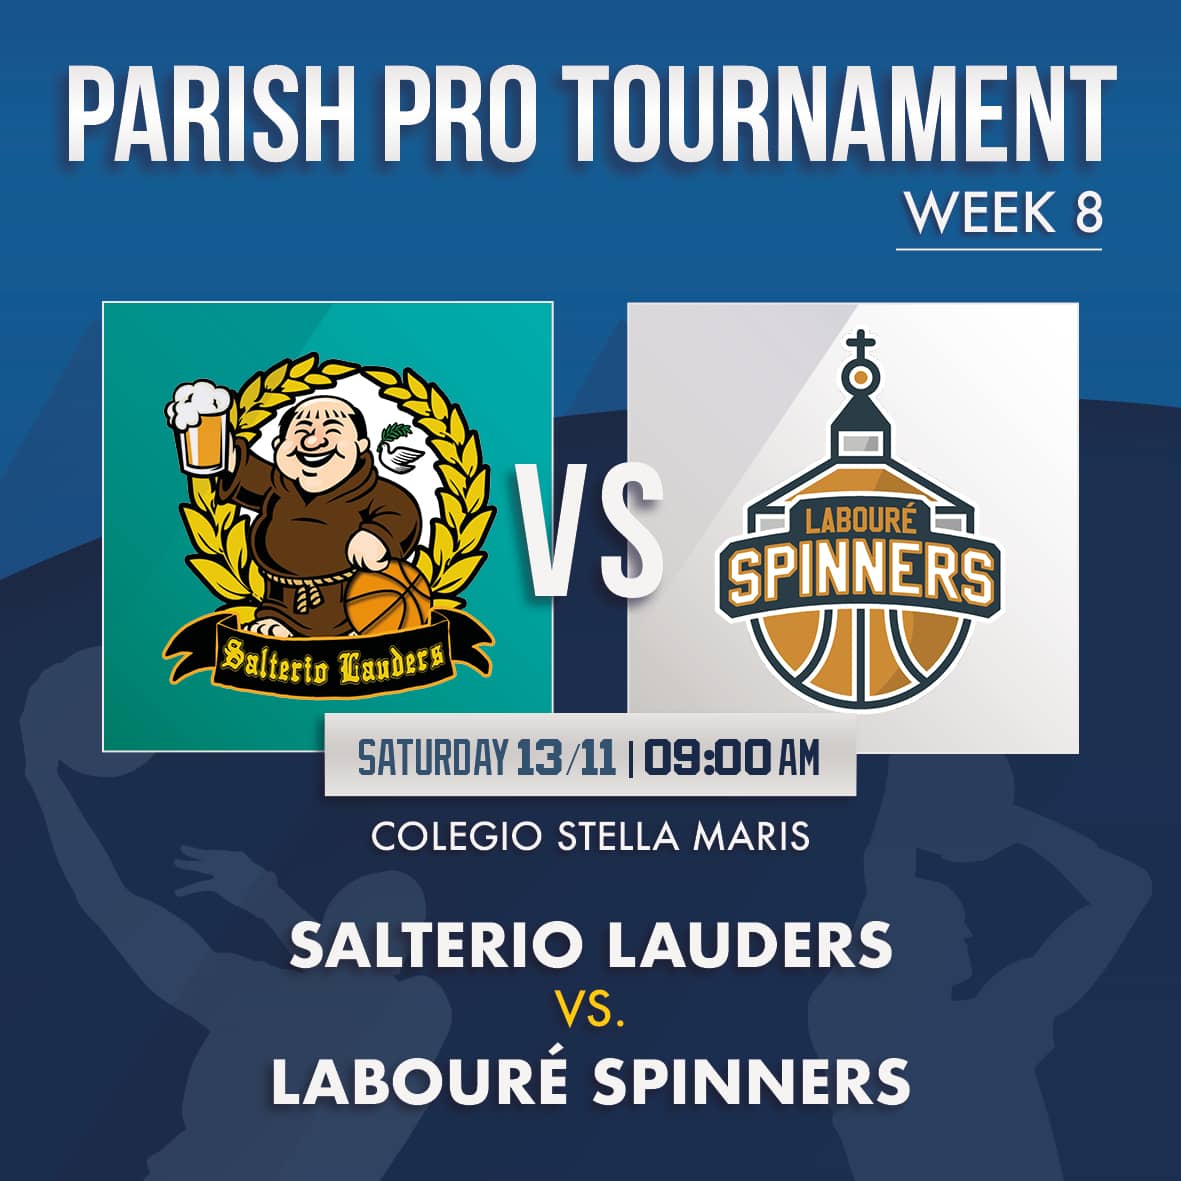 PARISH PRO TOURNAMENT
WEEK 8
VS
Salterio Lauders
LABOURÉ
SPINNERS
SATURDAY 13/11 | 09:00 AM
COLEGIO STELLA MARIS
SALTERIO LAUDERS
VS.
LABOURÉ SPINNERS